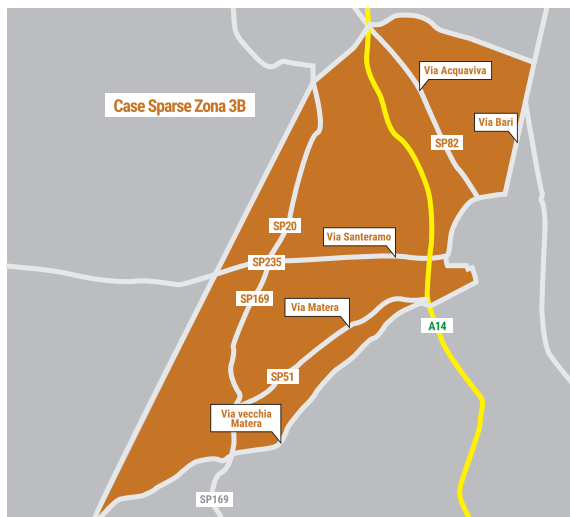 Via Acquaviva
Case Sparse Zona 3B
Via Bari
SP82
SP20
Via Santeramo
SP235
SP169
Via Matera
A14
SP51
Via vecchia
Matera
SP169